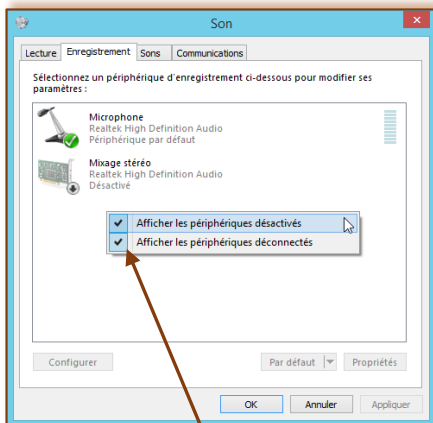 Son
Lecture Enregistrement Sons Communications
Sélectionnez un périphérique d'enregistrement ci-dessous pour modifier ses
paramètres :
Microphone
Realtek High Definition Audio
Périphérique par défaut
Mixage stéréo
Realtek High Definition Audio
Désactivé
Afficher les périphériques désactivés
Afficher les périphériques déconnectés
Configurer Par défaut Propriétés
OK Annuler Appliquer